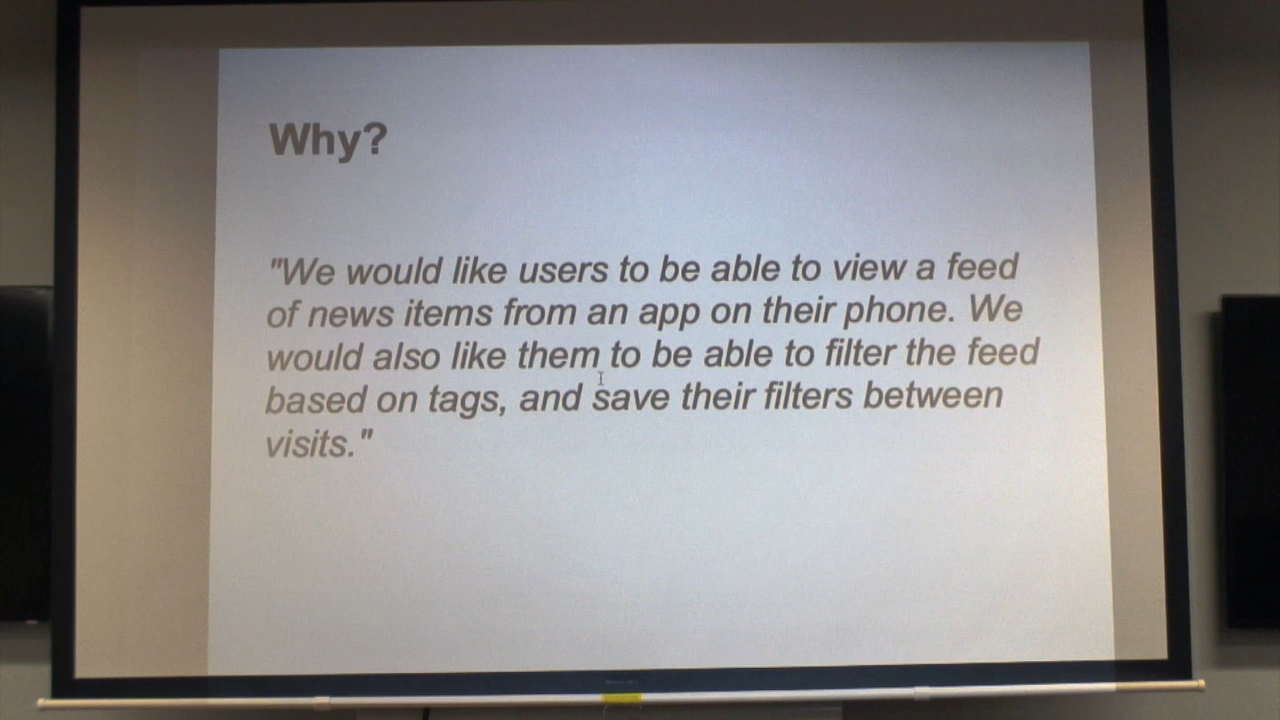 Why?
"We would like users to be able to view a feed
of news items from an app on their phone. We
would also like them to be able to filter the feed
based on tags, and save their filters between
visits."